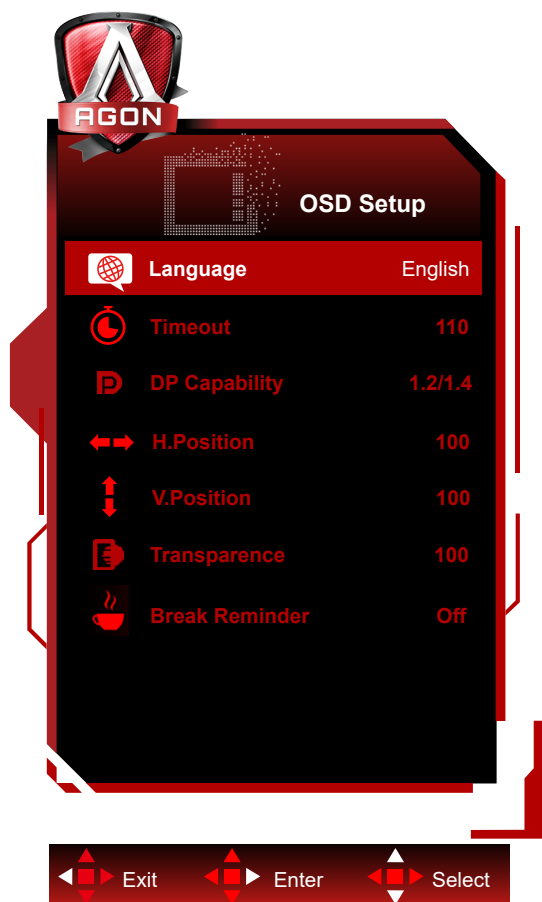 AGON
OSD Setup
Language English
Timeout 110
DP Capability 1.2/1.4
H.Position 100
V.Position 100
Transparence 100
Break Reminder Off
Exit Enter Select